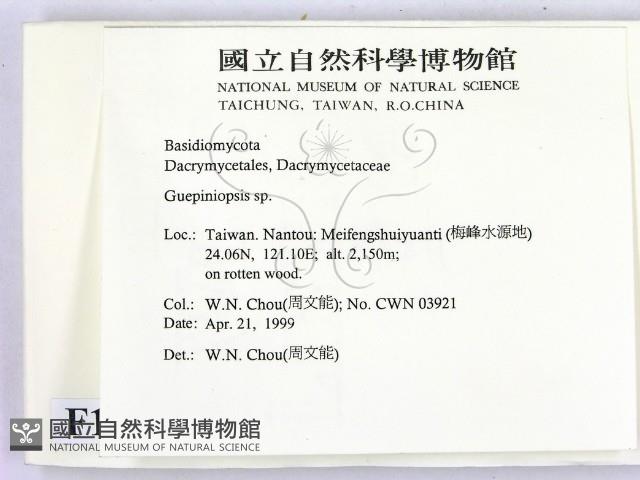 國立自然科學博物館
NATIONAL MUSEUM OF NATURAL SCIENCE
TAICHUNG, TAIWAN, R.O.CHINA
Basidiomycota
Dacrymycetales, Dacrymycetaceae
Guepiniopsis sp.
Loc.: Taiwan. Nantou: Meifengshuiyuanti (梅峰水源地)
24.06N, 121.10E; alt. 2,150m;
on rotten wood.
Col.: W.N. Chou(周文能); No. CWN 03921
Date: Apr. 21, 1999
Det.: W.N. Chou(周文能)
F1
國立自然科學博物館
NATIONAL MUSEUM OF NATURAL SCIENCE